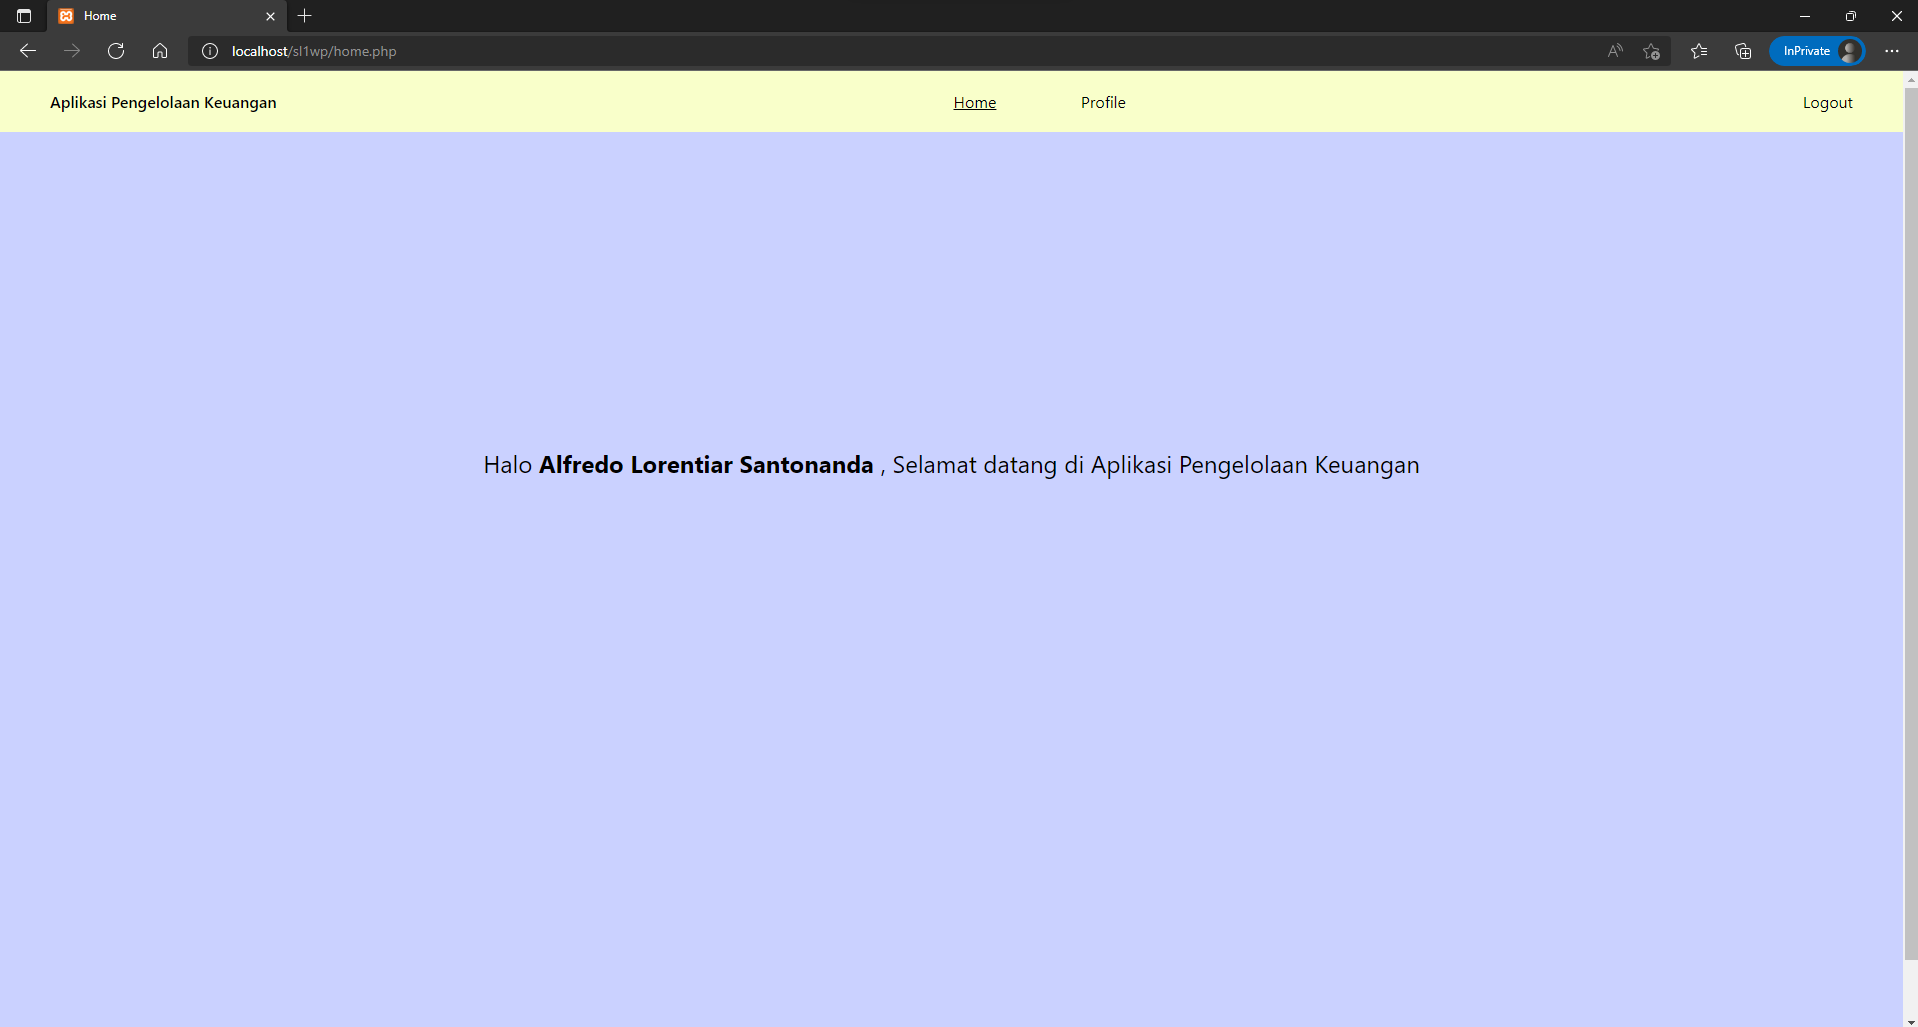 Home
localhost/sl1wp/home.php
InPrivate
Aplikasi Pengelolaan Keuangan Home Profile Logout
Halo Alfredo Lorentiar Santonanda , Selamat datang di Aplikasi Pengelolaan Keuangan